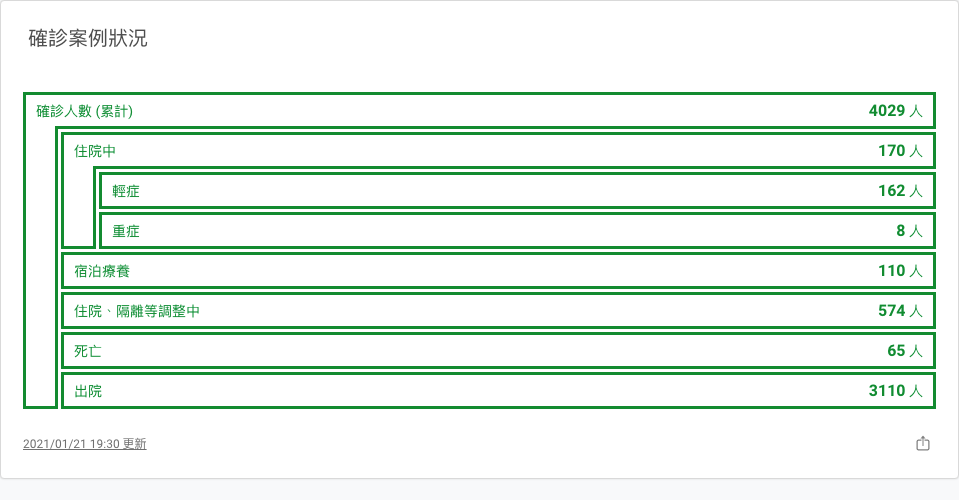 確診案例狀況
確診人數 (累計) 4029 人
住院中 170 人
輕症 162 人
重症 8 人
宿泊療養 110 人
住院、隔離等調整中 574 人
死亡 65 人
出院 3110 人
2021/01/21 19:30 更新